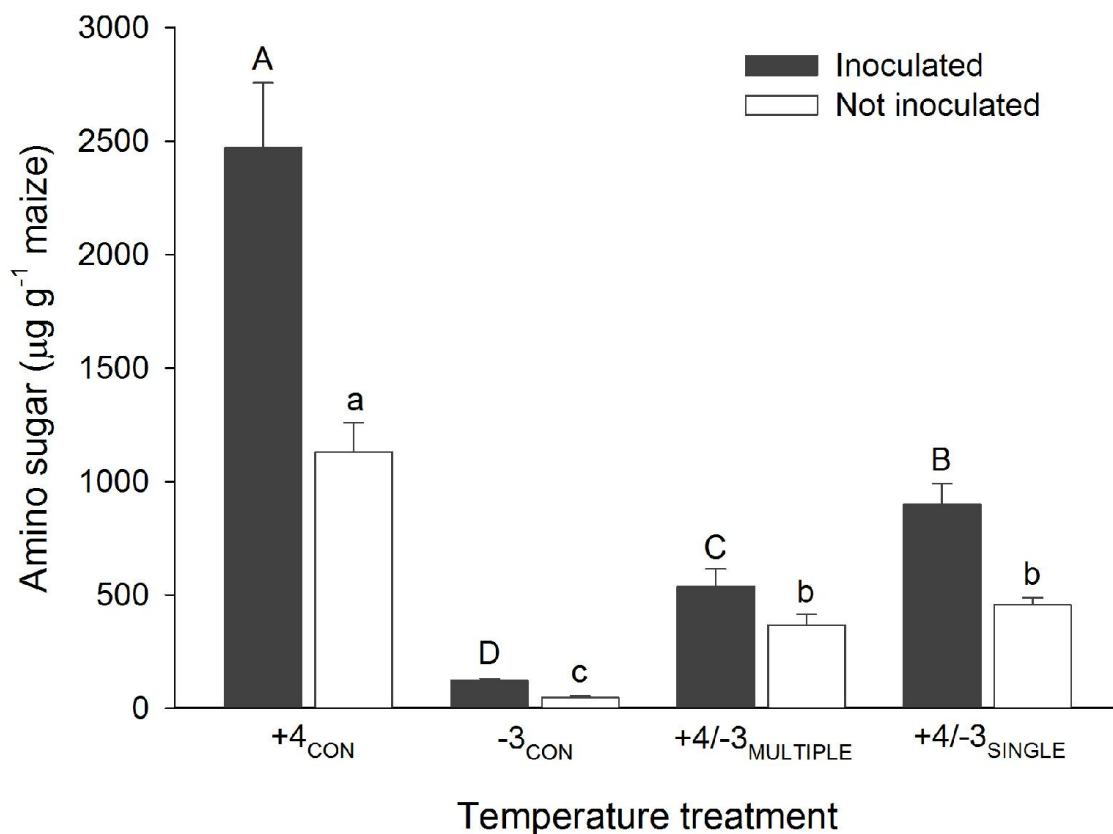 3000
2500
2000
1500
1000
500
0
Amino sugar (μg g⁻¹ maize)
Inoculated
Not inoculated
A
a
D
c
C
b
B
b
+4CON
-3CON
+4/-3MULTIPLE
+4/-3SINGLE
Temperature treatment